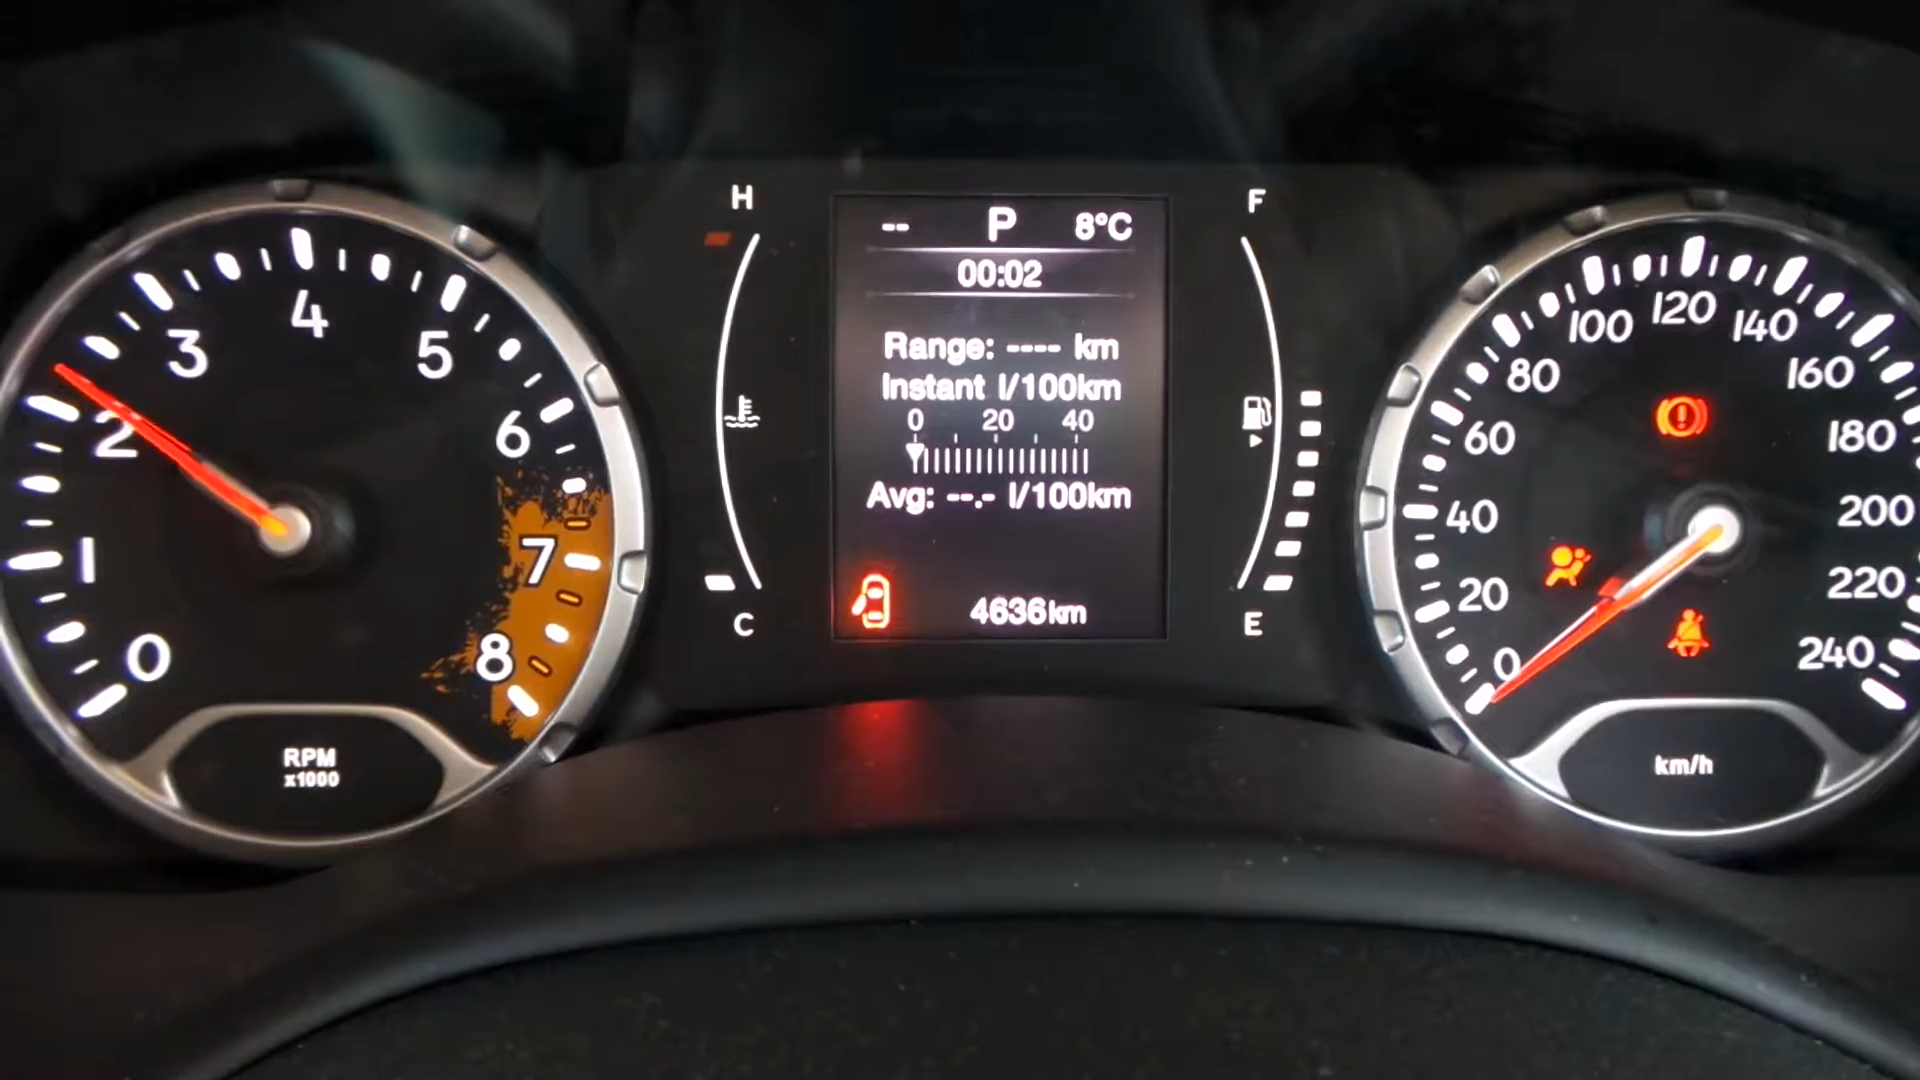 0
1
2
3
4
5
6
7
8
RPM
x1000
H
C
-- P 8°C
00:02
Range: ---- km
Instant l/100km
0 20 40
Avg: --.- l/100km
4636km
F
E
0
20
40
60
80
100
120
140
160
180
200
220
240
km/h